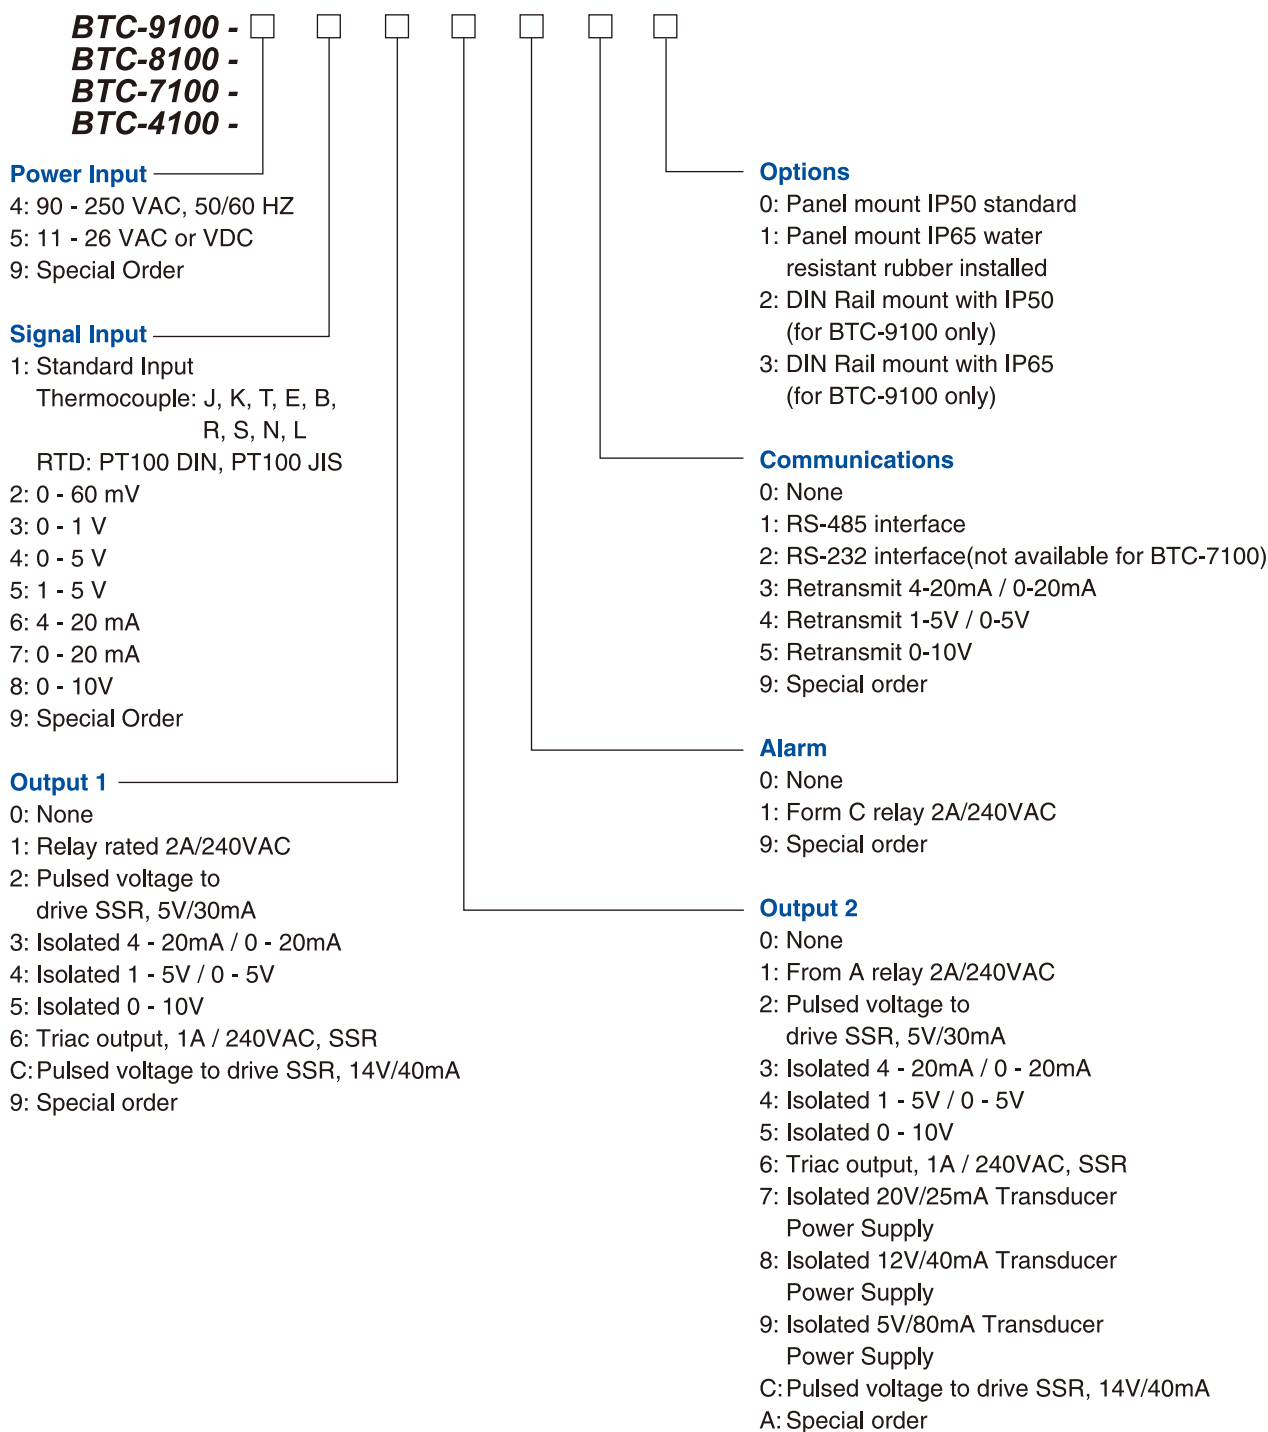 BTC-9100 -
BTC-8100 -
BTC-7100 -
BTC-4100 -
Power Input
4: 90 - 250 VAC, 50/60 HZ
5: 11 - 26 VAC or VDC
9: Special Order
Signal Input
1: Standard Input
Thermocouple: J, K, T, E, B,
R, S, N, L
RTD: PT100 DIN, PT100 JIS
2: 0 - 60 mV
3: 0 - 1 V
4: 0 - 5 V
5: 1 - 5 V
6: 4 - 20 mA
7: 0 - 20 mA
8: 0 - 10V
9: Special Order
Output 1
0: None
1: Relay rated 2A/240VAC
2: Pulsed voltage to
drive SSR, 5V/30mA
3: Isolated 4 - 20mA / 0 - 20mA
4: Isolated 1 - 5V / 0 - 5V
5: Isolated 0 - 10V
6: Triac output, 1A / 240VAC, SSR
C: Pulsed voltage to drive SSR, 14V/40mA
9: Special order
Options
0: Panel mount IP50 standard
1: Panel mount IP65 water
resistant rubber installed
2: DIN Rail mount with IP50
(for BTC-9100 only)
3: DIN Rail mount with IP65
(for BTC-9100 only)
Communications
0: None
1: RS-485 interface
2: RS-232 interface(not available for BTC-7100)
3: Retransmit 4-20mA / 0-20mA
4: Retransmit 1-5V / 0-5V
5: Retransmit 0-10V
9: Special order
Alarm
0: None
1: Form C relay 2A/240VAC
9: Special order
Output 2
0: None
1: From A relay 2A/240VAC
2: Pulsed voltage to
drive SSR, 5V/30mA
3: Isolated 4 - 20mA / 0 - 20mA
4: Isolated 1 - 5V / 0 - 5V
5: Isolated 0 - 10V
6: Triac output, 1A / 240VAC, SSR
7: Isolated 20V/25mA Transducer
Power Supply
8: Isolated 12V/40mA Transducer
Power Supply
9: Isolated 5V/80mA Transducer
Power Supply
C: Pulsed voltage to drive SSR, 14V/40mA
A: Special order